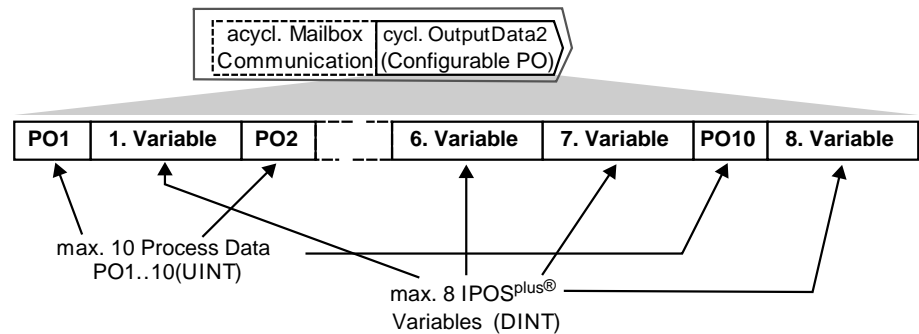 acycl. Mailbox
Communication
cycl. OutputData2
(Configurable PO)
PO1
1. Variable
PO2
6. Variable
7. Variable
PO10
8. Variable
max. 10 Process Data
PO1..10(UINT)
max. 8 IPOSplus®
Variables (DINT)